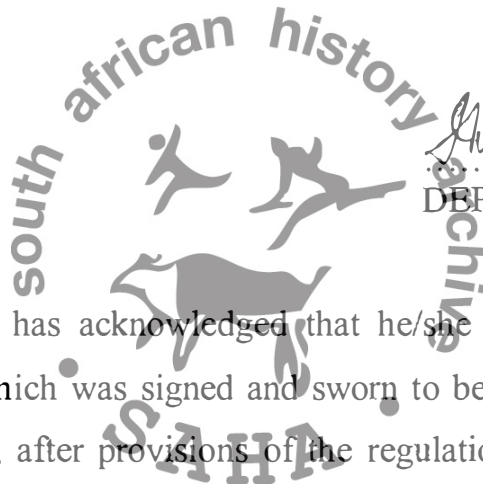 south african history archive
DEP
has acknowledged that he/she
hich was signed and sworn to be
after provisions of the regulatio
SAHA